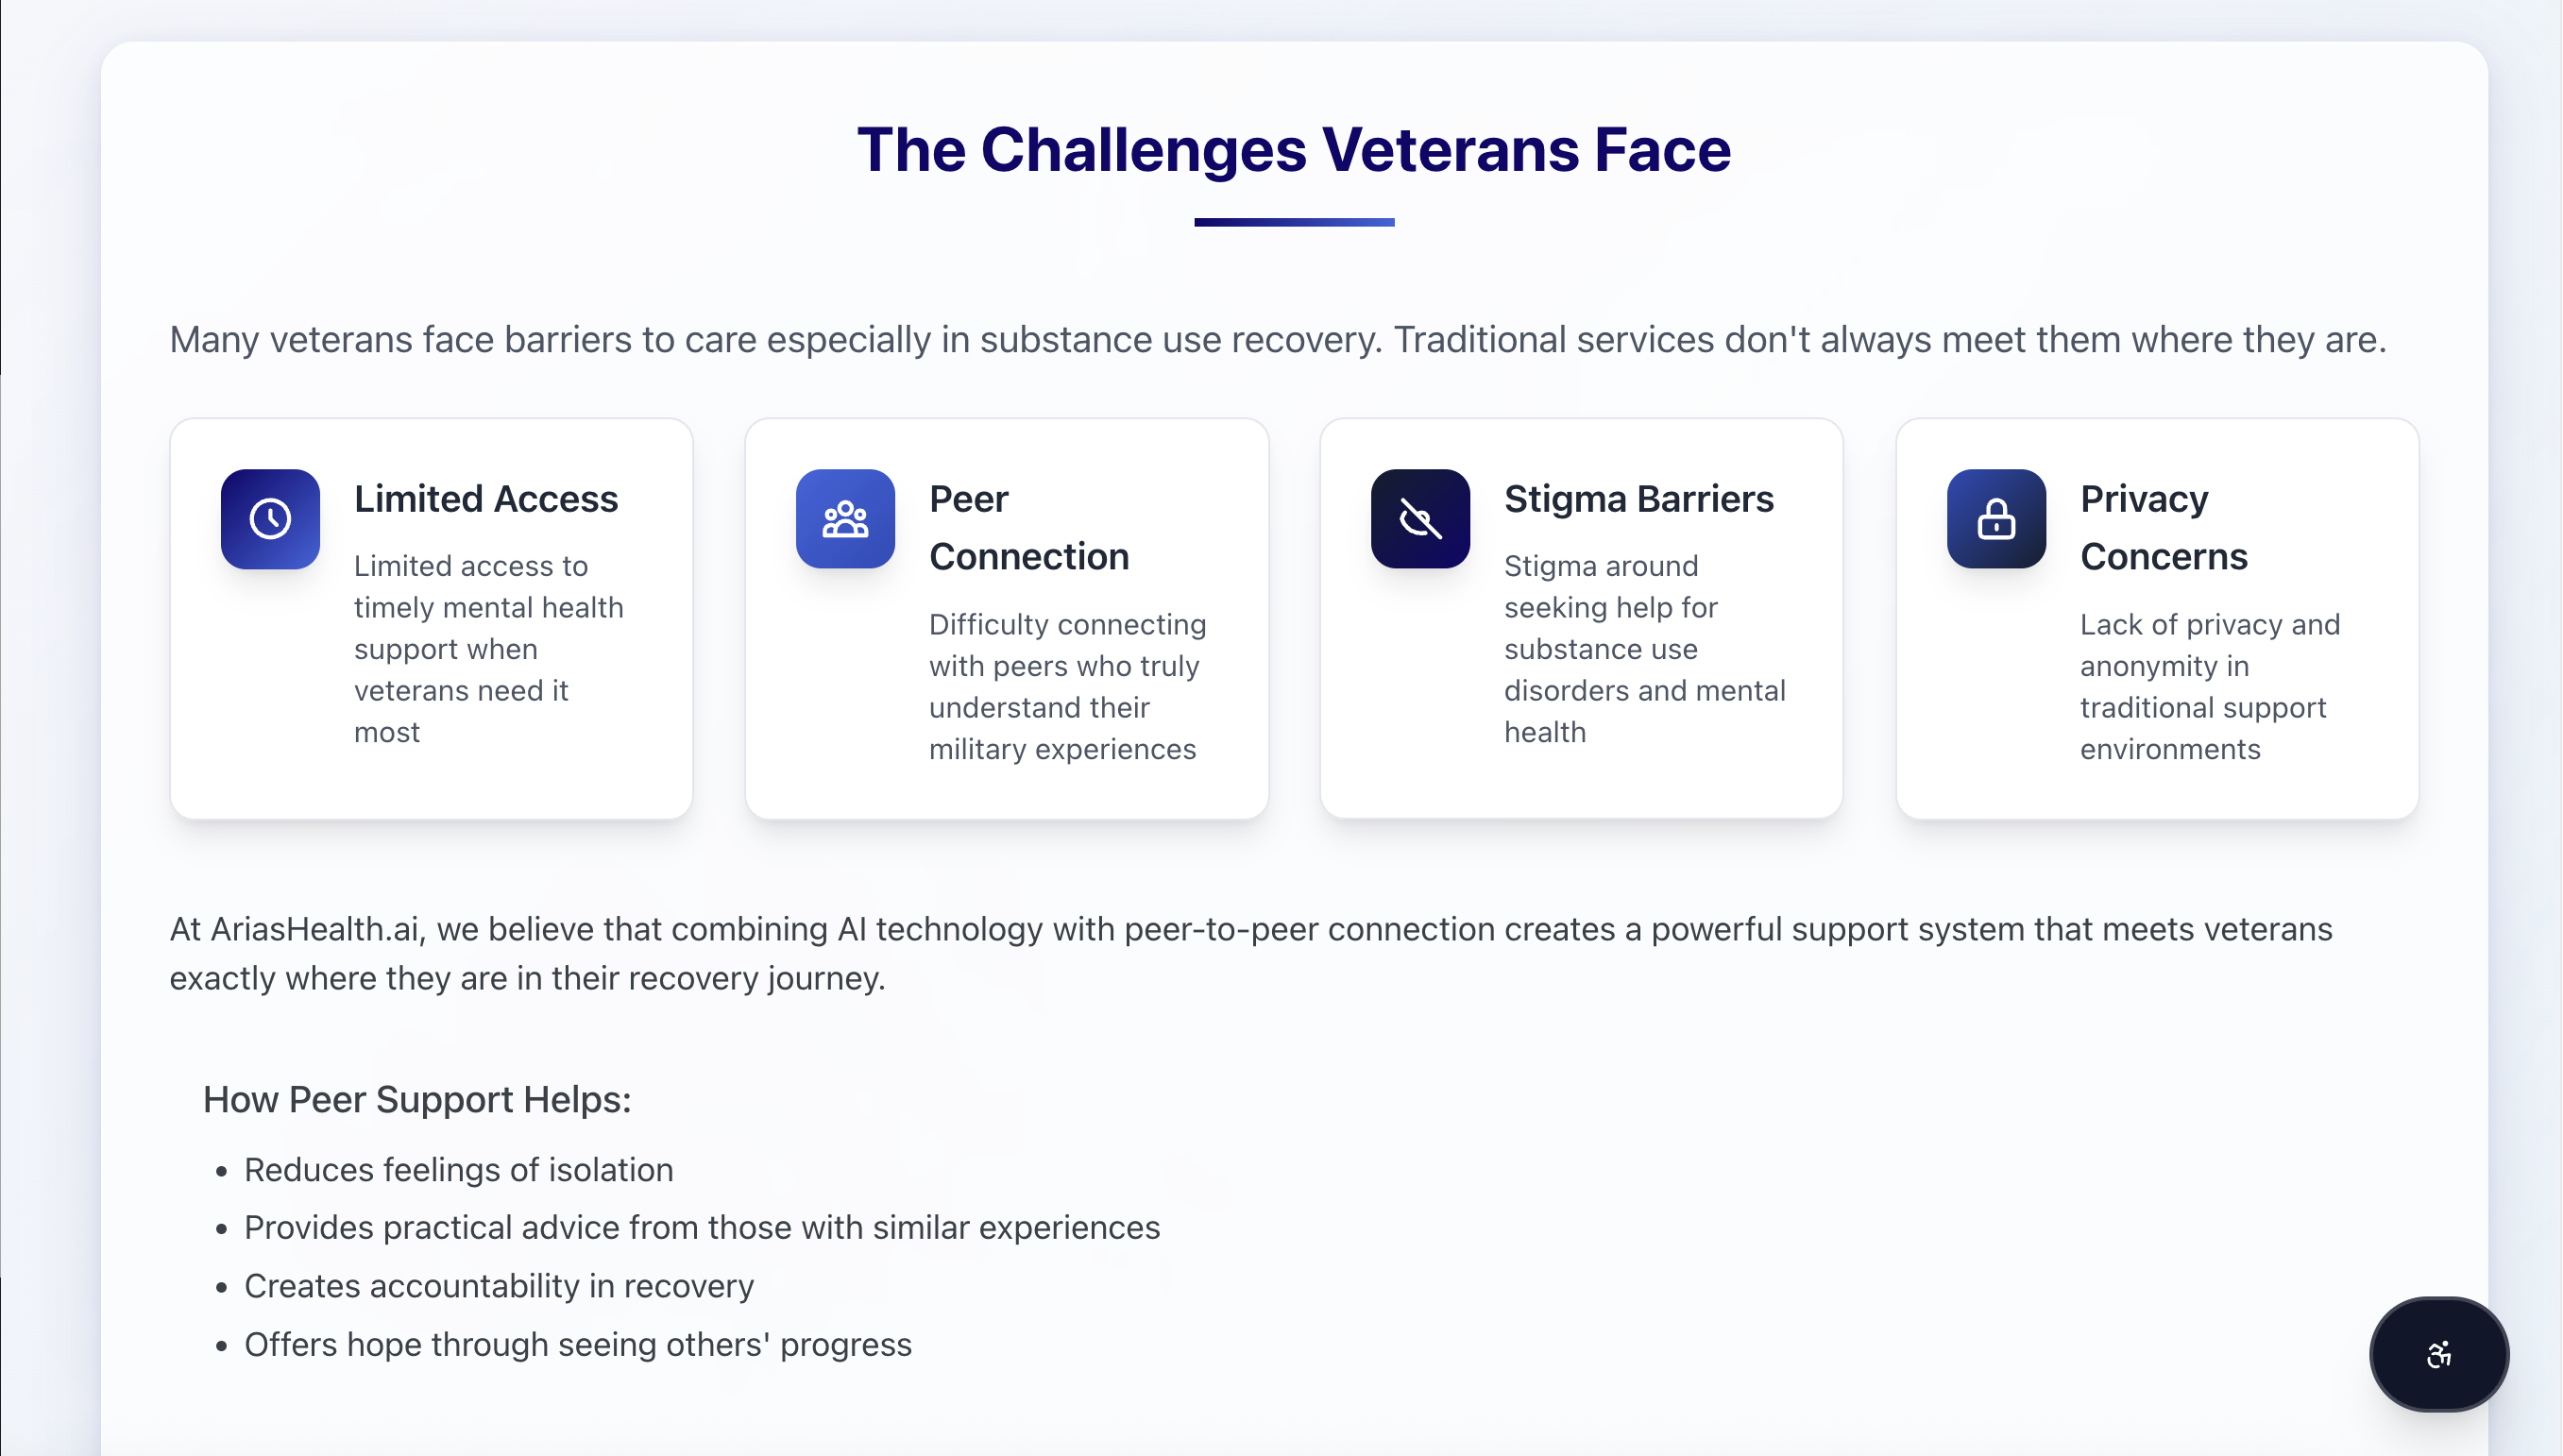 The Challenges Veterans Face
Many veterans face barriers to care especially in substance use recovery. Traditional services don't always meet them where they are.
Limited Access
Limited access to
timely mental health
support when
veterans need it
most
Peer
Connection
Difficulty connecting
with peers who truly
understand their
military experiences
Stigma Barriers
Stigma around
seeking help for
substance use
disorders and mental
health
Privacy
Concerns
Lack of privacy and
anonymity in
traditional support
environments
At AriasHealth.ai, we believe that combining AI technology with peer-to-peer connection creates a powerful support system that meets veterans
exactly where they are in their recovery journey.
How Peer Support Helps:
• Reduces feelings of isolation
• Provides practical advice from those with similar experiences
• Creates accountability in recovery
• Offers hope through seeing others' progress